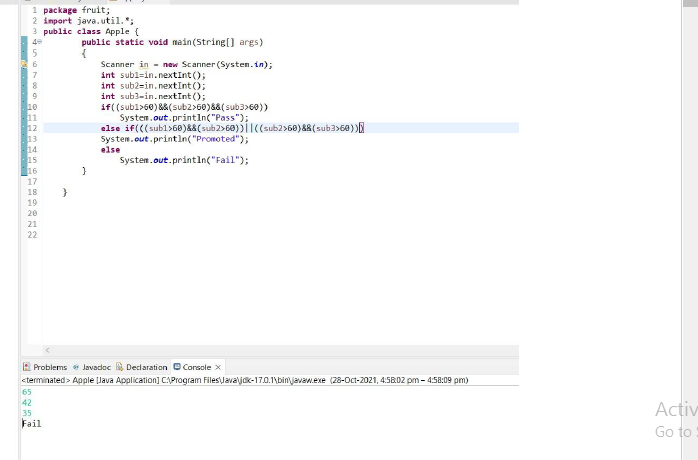 1 package fruit;
2 import java.util.*;
3 public class Apple {
4 public static void main(String[] args)
5 {
6 Scanner in = new Scanner(System.in);
7 int sub1=in.nextInt();
8 int sub2=in.nextInt();
9 int sub3=in.nextInt();
10 if((sub1>60)&&(sub2>60)&&(sub3>60))
11 System.out.println("Pass");
12 else if(((sub1>60)&&(sub2>60))||((sub2>60)&&(sub3>60)))
13 System.out.println("Promoted");
14 else
15 System.out.println("Fail");
16 }
17
18 }
19
20
21
22
Problems Javadoc Declaration Console
<terminated> Apple [Java Application] C:\Program Files\Java\jdk-17.0.1\bin\javaw.exe (28-Oct-2021, 4:58:02 pm – 4:58:09 pm)
65
42
35
Fail
Activ
Go to